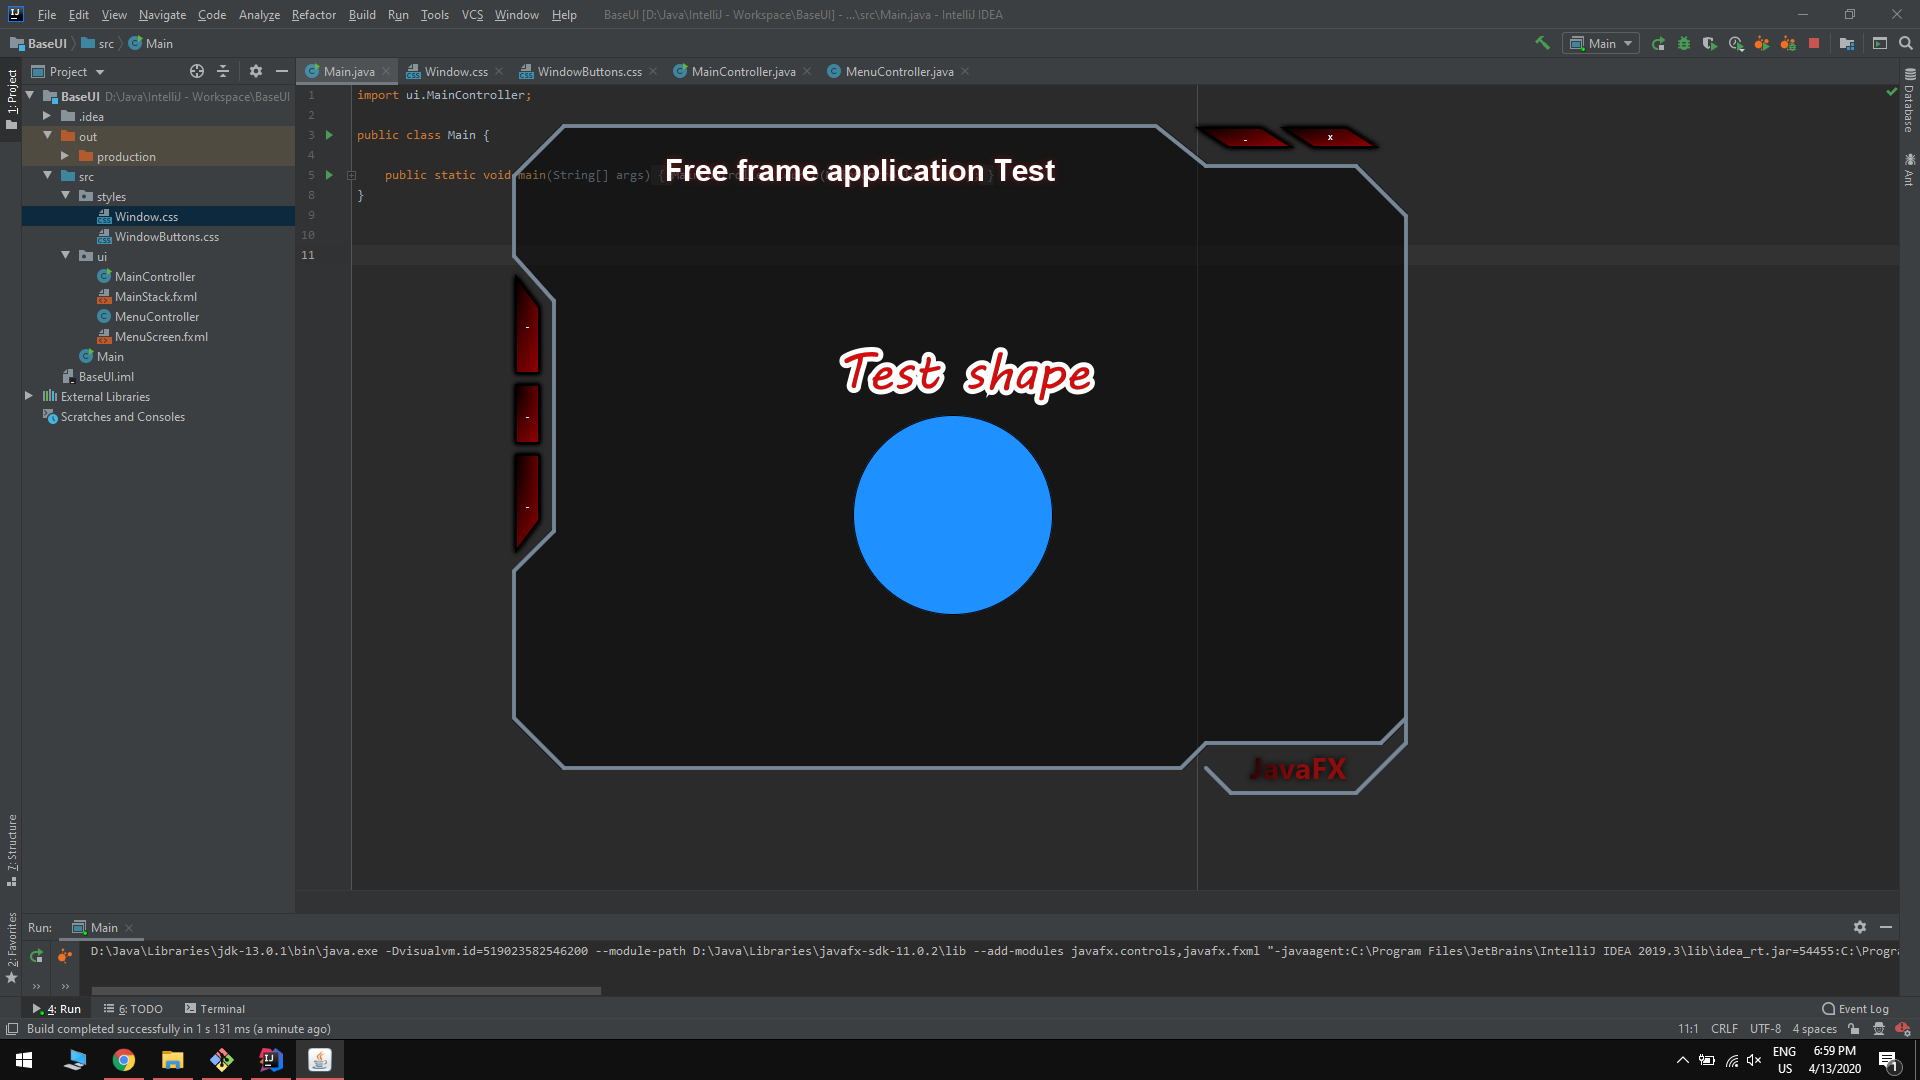 File Edit View Navigate Code Analyze Refactor Build Run Tools VCS Window Help BaseUI [D:\Java\IntelliJ - Workspace\BaseUI] - ...\src\Main.java - IntelliJ IDEA
BaseUI src Main
Main
Project
Main.java Window.css WindowButtons.css MainController.java MenuController.java
1: Project
Database
Ant
BaseUI D:\Java\IntelliJ - Workspace\BaseUI
.idea
out
production
src
styles
Window.css
WindowButtons.css
ui
MainController
MainStack.fxml
MenuController
MenuScreen.fxml
Main
BaseUI.iml
External Libraries
Scratches and Consoles
1 import ui.MainController;
2
3 public class Main {
4
5 public static void main(String[] args) {
8 }
9
10
11
- x
Free frame application Test
-
-
-
Test shape
JavaFX
7: Structure
2: Favorites
Run: Main
D:\Java\Libraries\jdk-13.0.1\bin\java.exe -Dvisualvm.id=519023582546200 --module-path D:\Java\Libraries\javafx-sdk-11.0.2\lib --add-modules javafx.controls,javafx.fxml "-javaagent:C:\Program Files\JetBrains\IntelliJ IDEA 2019.3\lib\idea_rt.jar=54455:C:\Progr
4: Run 6: TODO Terminal Event Log
Build completed successfully in 1 s 131 ms (a minute ago) 11:1 CRLF UTF-8 4 spaces
ENG 6:59 PM
US 4/13/2020 1